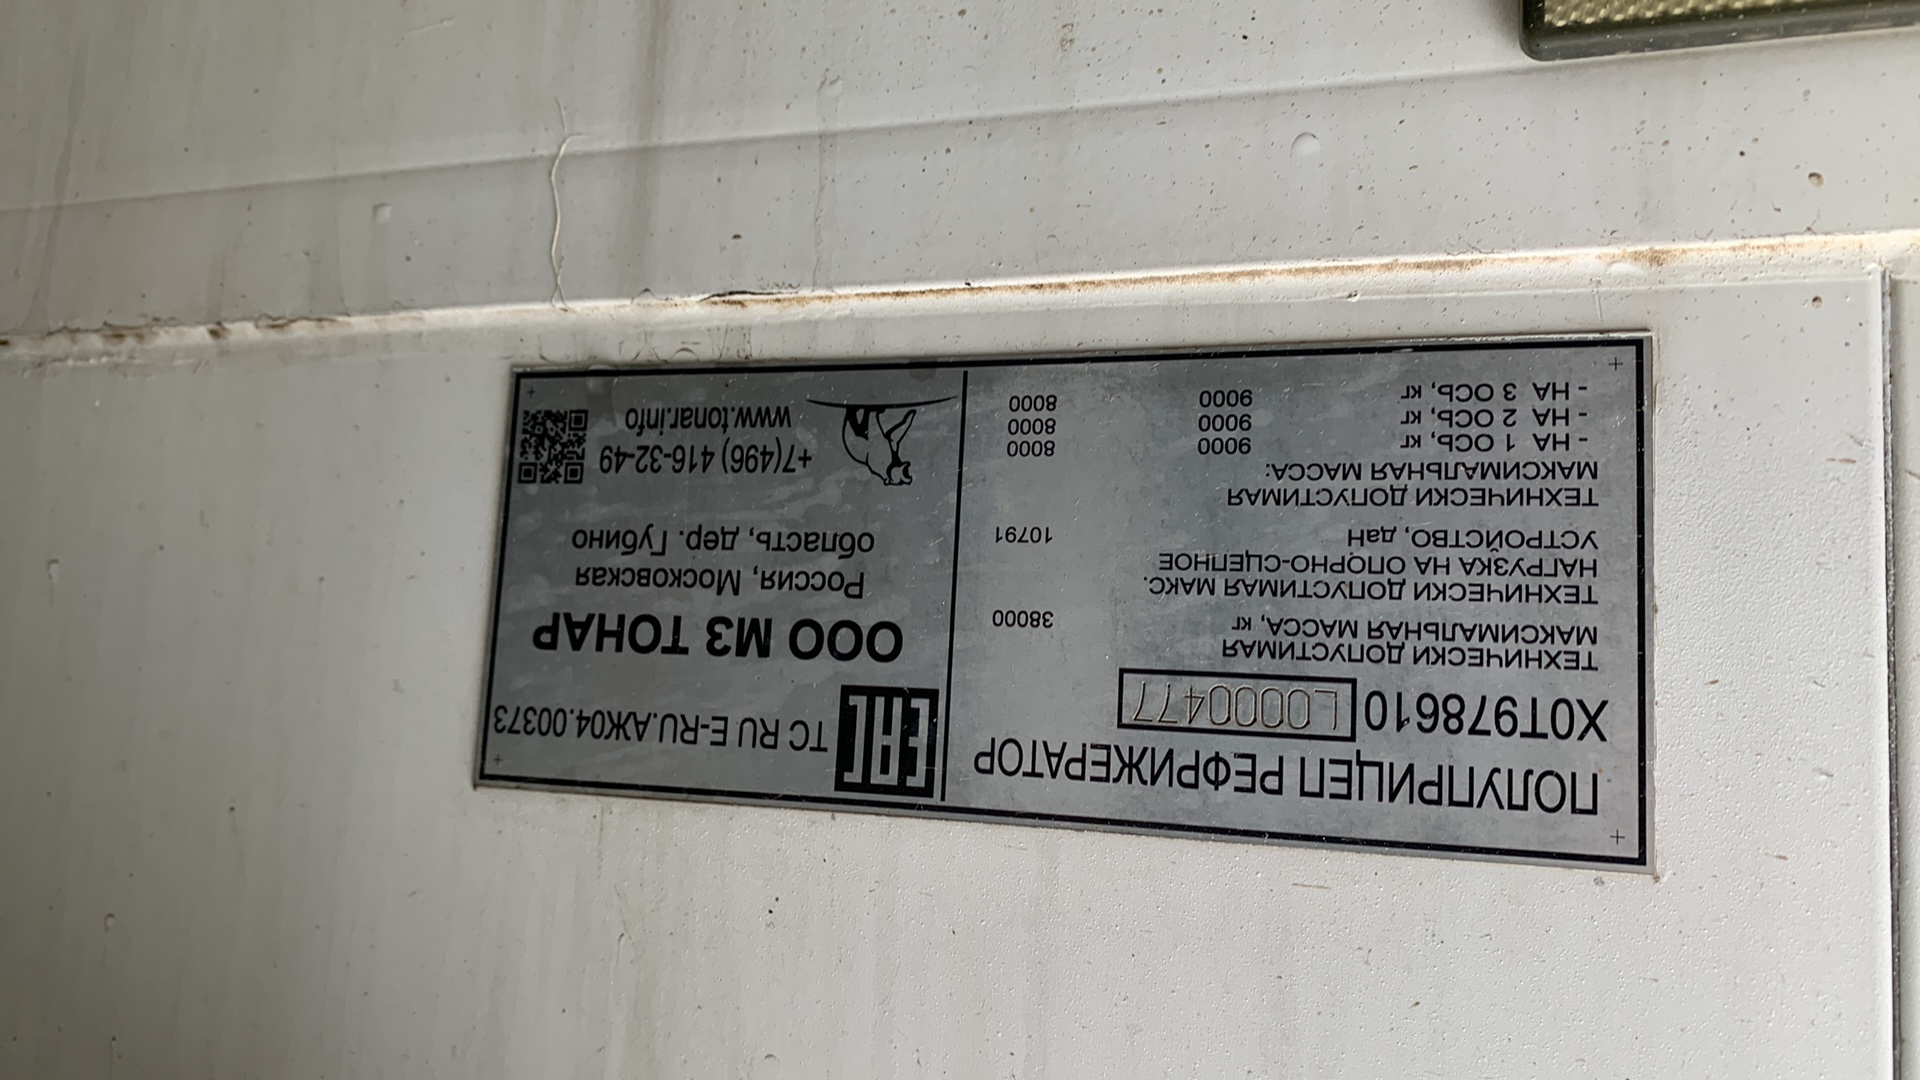 ПОЛУПРИЦЕП РЕФРИЖЕРАТОР
X0T978610 L0000477
ТЕХНИЧЕСКИ ДОПУСТИМАЯ
МАКСИМАЛЬНАЯ МАССА, кг 38000
ТЕХНИЧЕСКИ ДОПУСТИМАЯ МАКС.
НАГРУЗКА НА ОПОРНО-СЦЕПНОЕ
УСТРОЙСТВО, даН 10791
ТЕХНИЧЕСКИ ДОПУСТИМАЯ
МАКСИМАЛЬНАЯ МАССА:
- НА 1 ОСЬ, кг 9000 8000
- НА 2 ОСЬ, кг 9000 8000
- НА 3 ОСЬ, кг 9000 8000
EAC TC RU E-RU.АЖ04.00373
ООО МЗ ТОНАР
Россия, Московская
область, дер. Губино
+7(496) 416-32-49
www.tonar.info